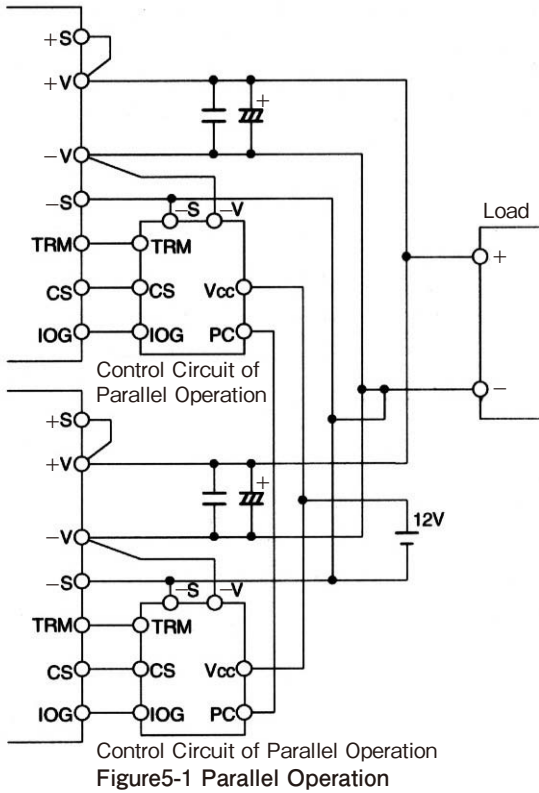 +S
+V
+
-V
-S
-S -V
Load
TRM TRM
+
CS CS Vcc
IOG IOG PC
Control Circuit of
Parallel Operation
-
+S
+V
+
12V
-V
-S
-S -V
TRM TRM
CS CS Vcc
IOG IOG PC
Control Circuit of Parallel Operation
Figure5-1 Parallel Operation